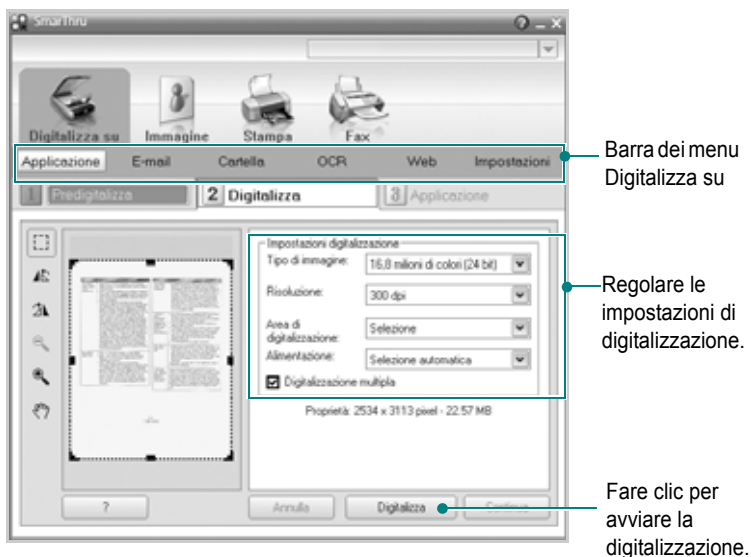 SmarThru
Digitalizza su Immagine Stampa Fax
Applicazione E-mail Cartella OCR Web Impostazioni
Barra dei menu
Digitalizza su
1 Predigitalizza 2 Digitalizza 3 Applicazione
Impostazioni digitalizzazione
Tipo di immagine: 16,8 milioni di colori (24 bit)
Risoluzione: 300 dpi
Area di
digitalizzazione: Selezione
Alimentazione: Selezione automatica
Digitalizzazione multipla
Proprietà: 2534 x 3113 pixel - 22.57 MB
Regolare le
impostazioni di
digitalizzazione.
? Annulla Digitalizza Continua
Fare clic per
avviare la
digitalizzazione.